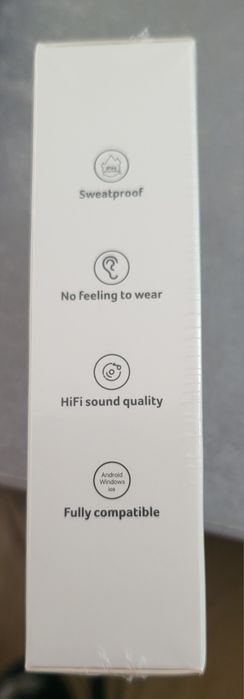 Sweatproof
No feeling to wear
HiFi sound quality
Android
Windows
ios
Fully compatible